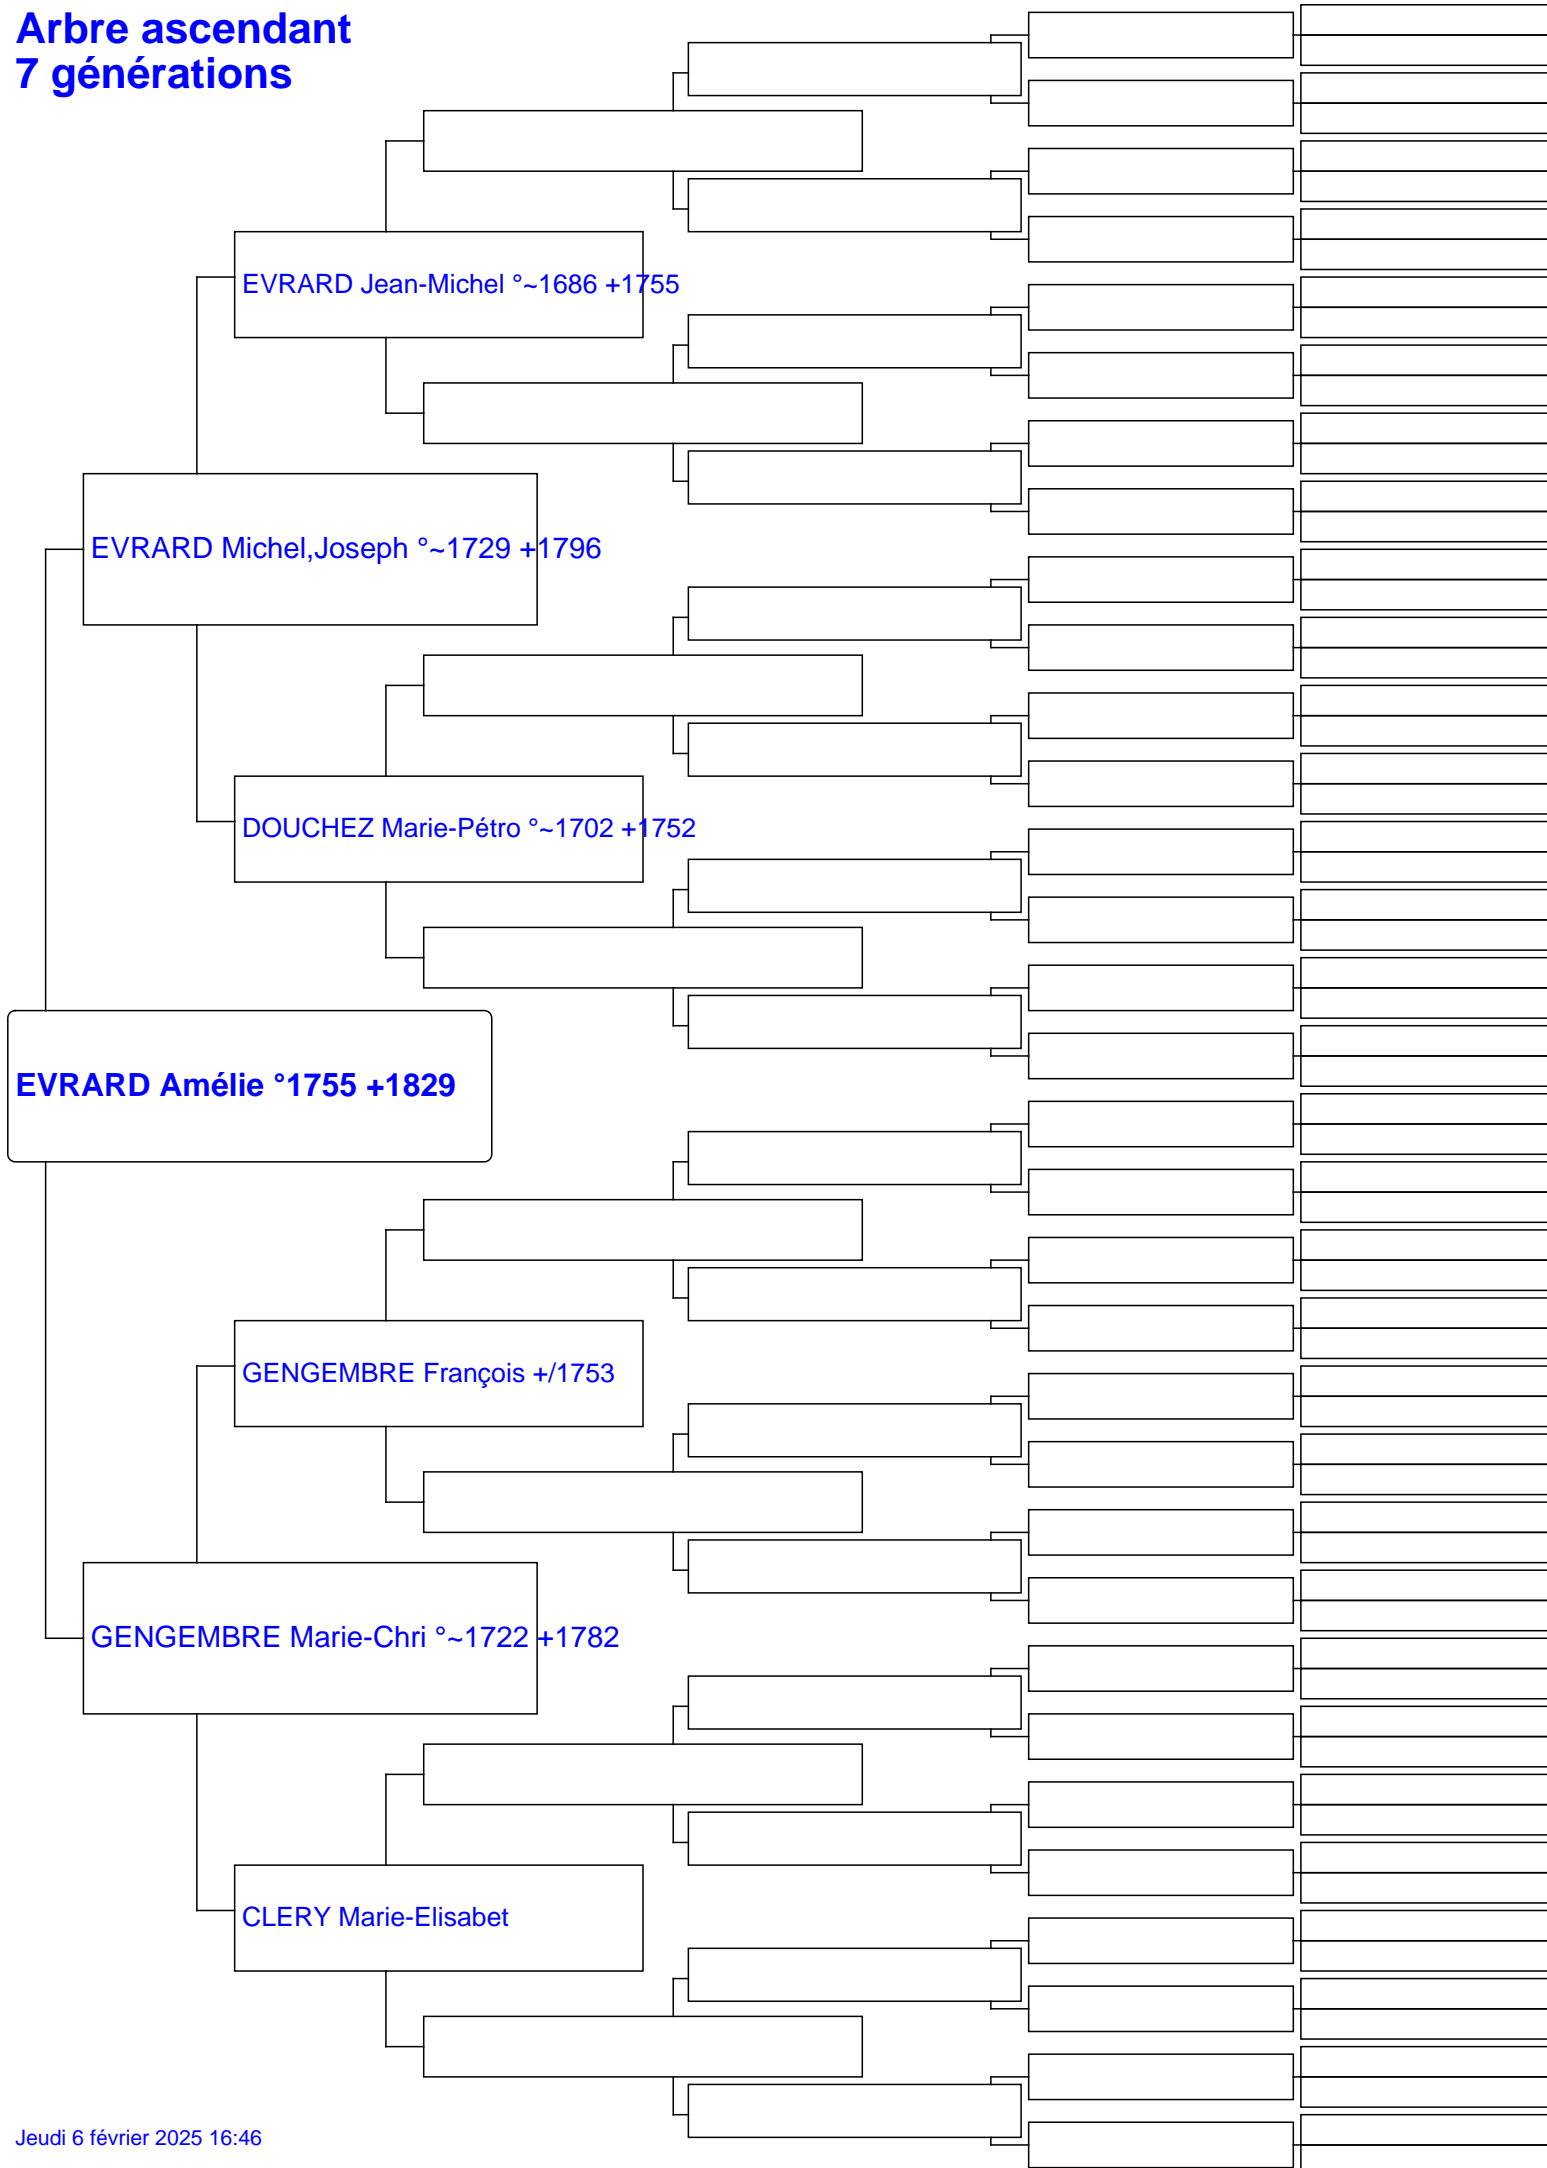 Arbre ascendant
7 générations
EVRARD Jean-Michel °~1686 +1755
EVRARD Michel,Joseph °~1729 +1796
DOUCHEZ Marie-Pétro °~1702 +1752
EVRARD Amélie °1755 +1829
GENGEMBRE François +/1753
GENGEMBRE Marie-Chri °~1722 +1782
CLERY Marie-Elisabet
Jeudi 6 février 2025 16:46